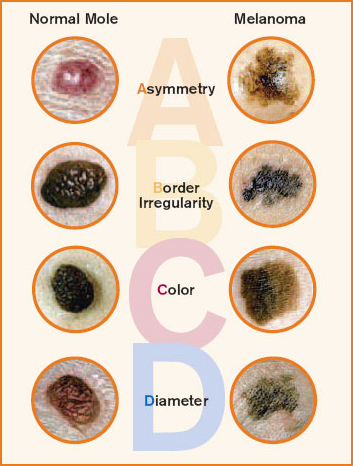 Normal Mole Melanoma
A
Asymmetry
B
Border
Irregularity
C
Color
D
Diameter